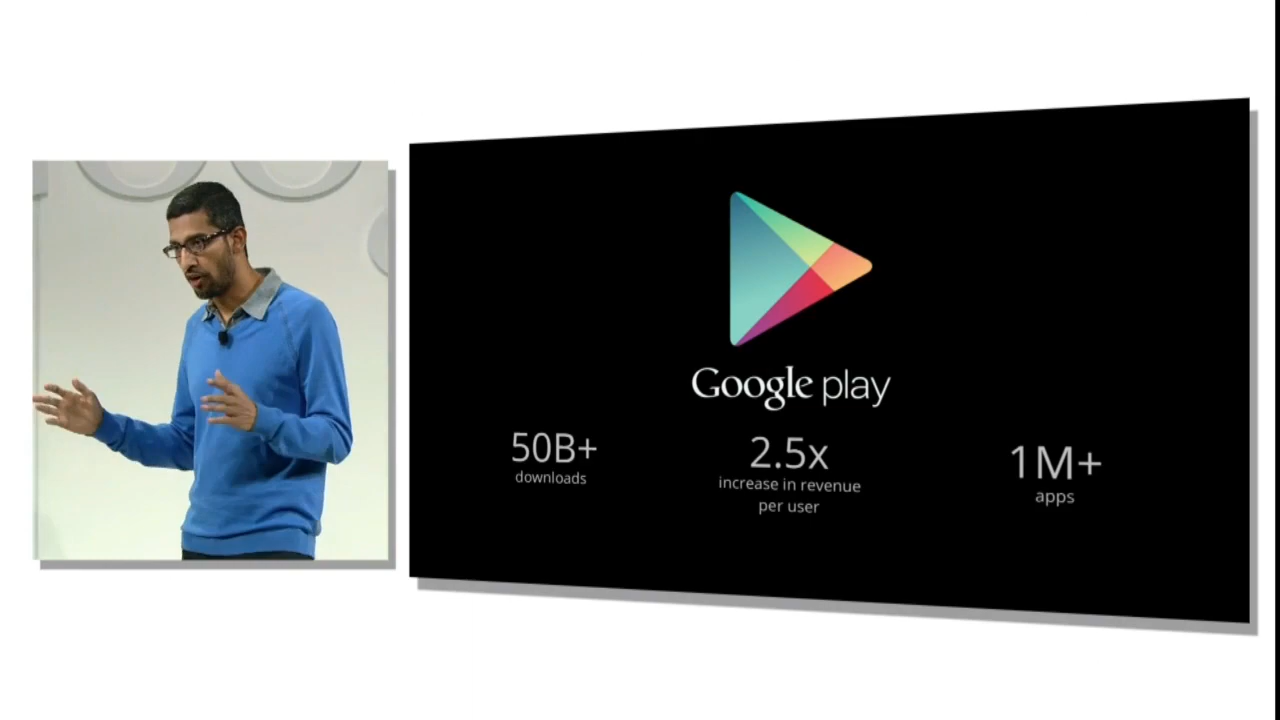 Google play
50B+
downloads
2.5x
increase in revenue
per user
1M+
apps